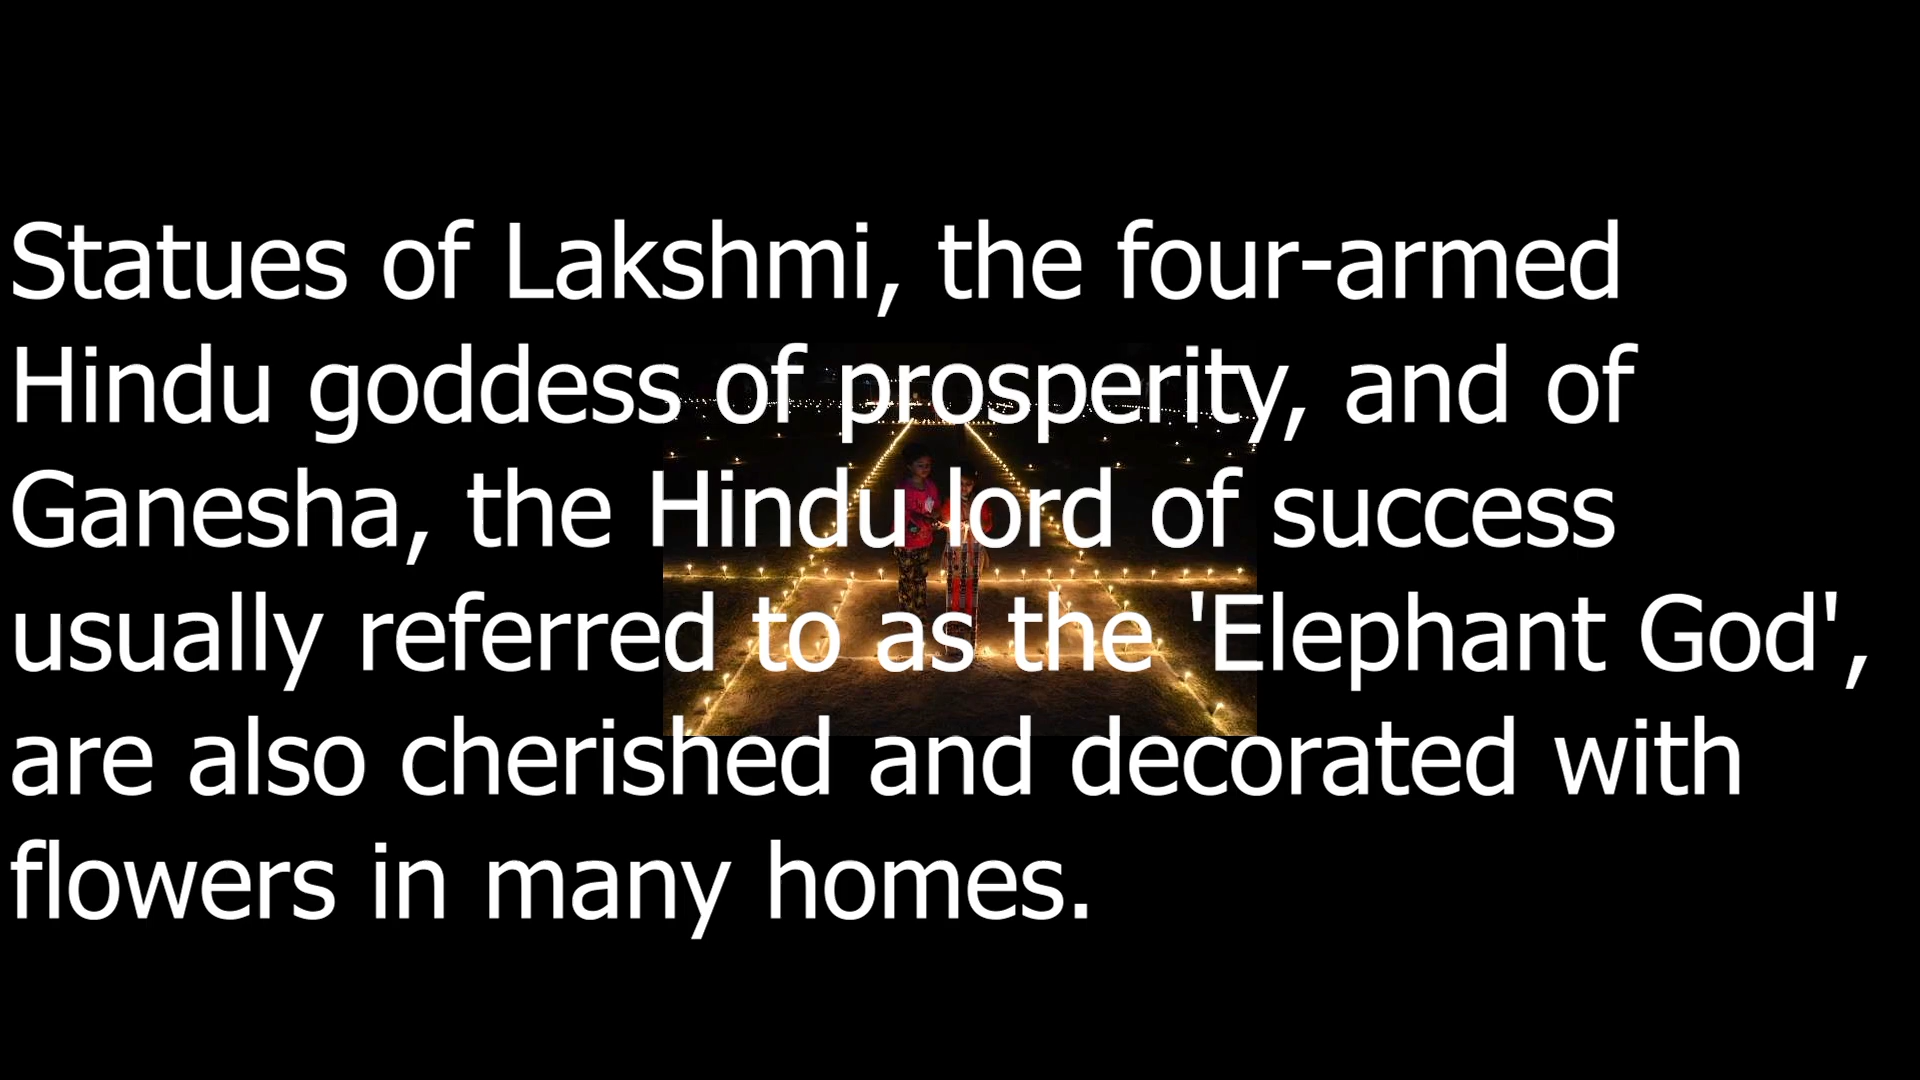 Statues of Lakshmi, the four-armed
Hindu goddess of prosperity, and of
Ganesha, the Hindu lord of success
usually referred to as the 'Elephant God',
are also cherished and decorated with
flowers in many homes.